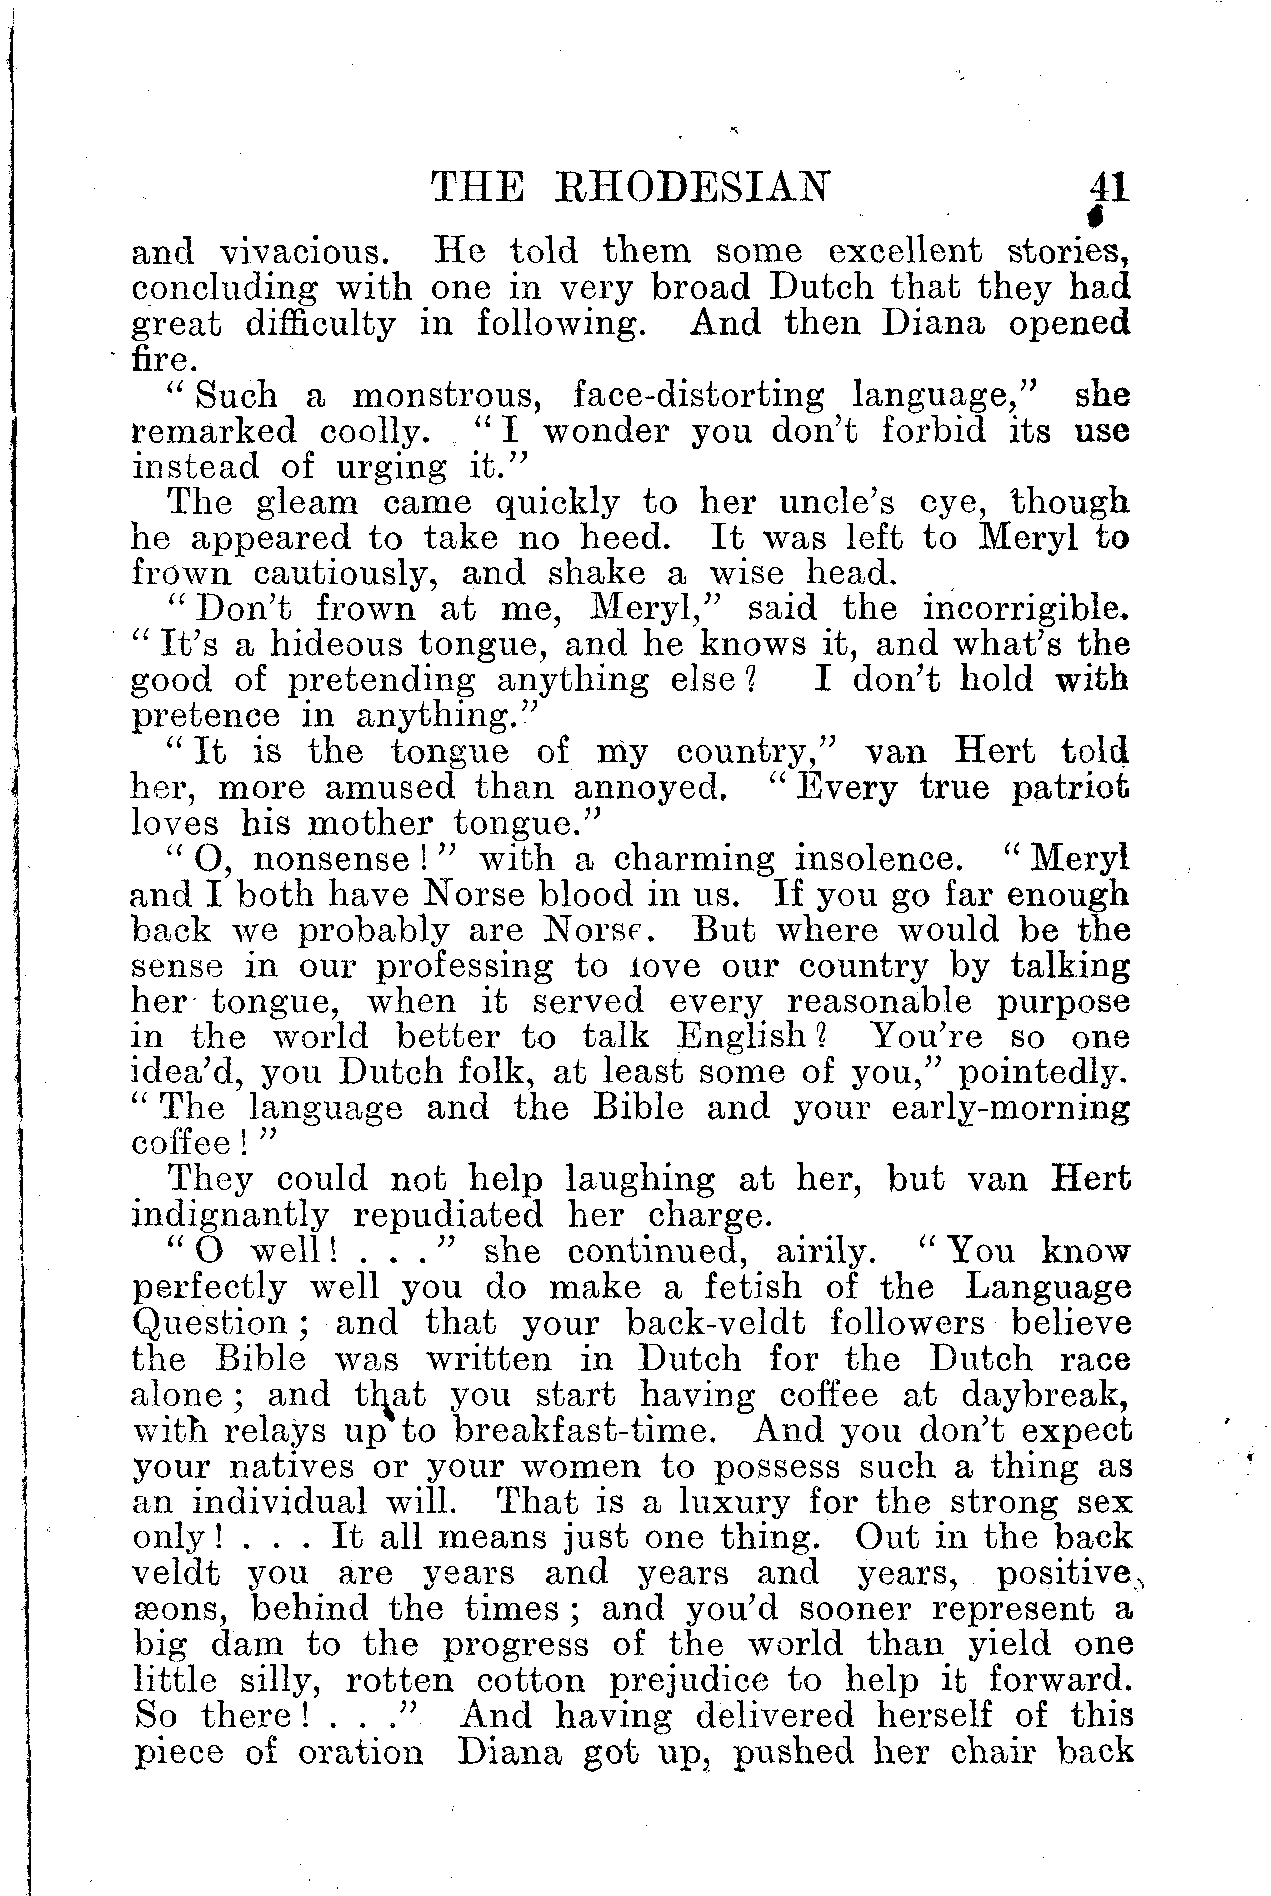 THE RHODESIAN 41
and vivacious. He told them some excellent stories,
concluding with one in very broad Dutch that they had
great difficulty in following. And then Diana opened
fire.
“Such a monstrous, face-distorting language,” she
remarked coolly. “I wonder you don’t forbid its use
instead of urging it.”
The gleam came quickly to her uncle’s eye, though
he appeared to take no heed. It was left to Meryl to
frown cautiously, and shake a wise head.
“Don’t frown at me, Meryl,” said the incorrigible.
“It’s a hideous tongue, and he knows it, and what’s the
good of pretending anything else? I don’t hold with
pretence in anything.”
“It is the tongue of my country,” van Hert told
her, more amused than annoyed. “Every true patriot
loves his mother tongue.”
“O, nonsense!” with a charming insolence. “Meryl
and I both have Norse blood in us. If you go far enough
back we probably are Norse. But where would be the
sense in our professing to love our country by talking
her tongue, when it served every reasonable purpose
in the world better to talk English? You’re so one
idea’d, you Dutch folk, at least some of you,” pointedly.
“The language and the Bible and your early-morning
coffee!”
They could not help laughing at her, but van Hert
indignantly repudiated her charge.
“O well! . . .” she continued, airily. “You know
perfectly well you do make a fetish of the Language
Question; and that your back-veldt followers believe
the Bible was written in Dutch for the Dutch race
alone; and that you start having coffee at daybreak,
with relays up to breakfast-time. And you don’t expect
your natives or your women to possess such a thing as
an individual will. That is a luxury for the strong sex
only! . . . It all means just one thing. Out in the back
veldt you are years and years and years, positive
æons, behind the times; and you’d sooner represent a
big dam to the progress of the world than yield one
little silly, rotten cotton prejudice to help it forward.
So there! . . .” And having delivered herself of this
piece of oration Diana got up, pushed her chair back